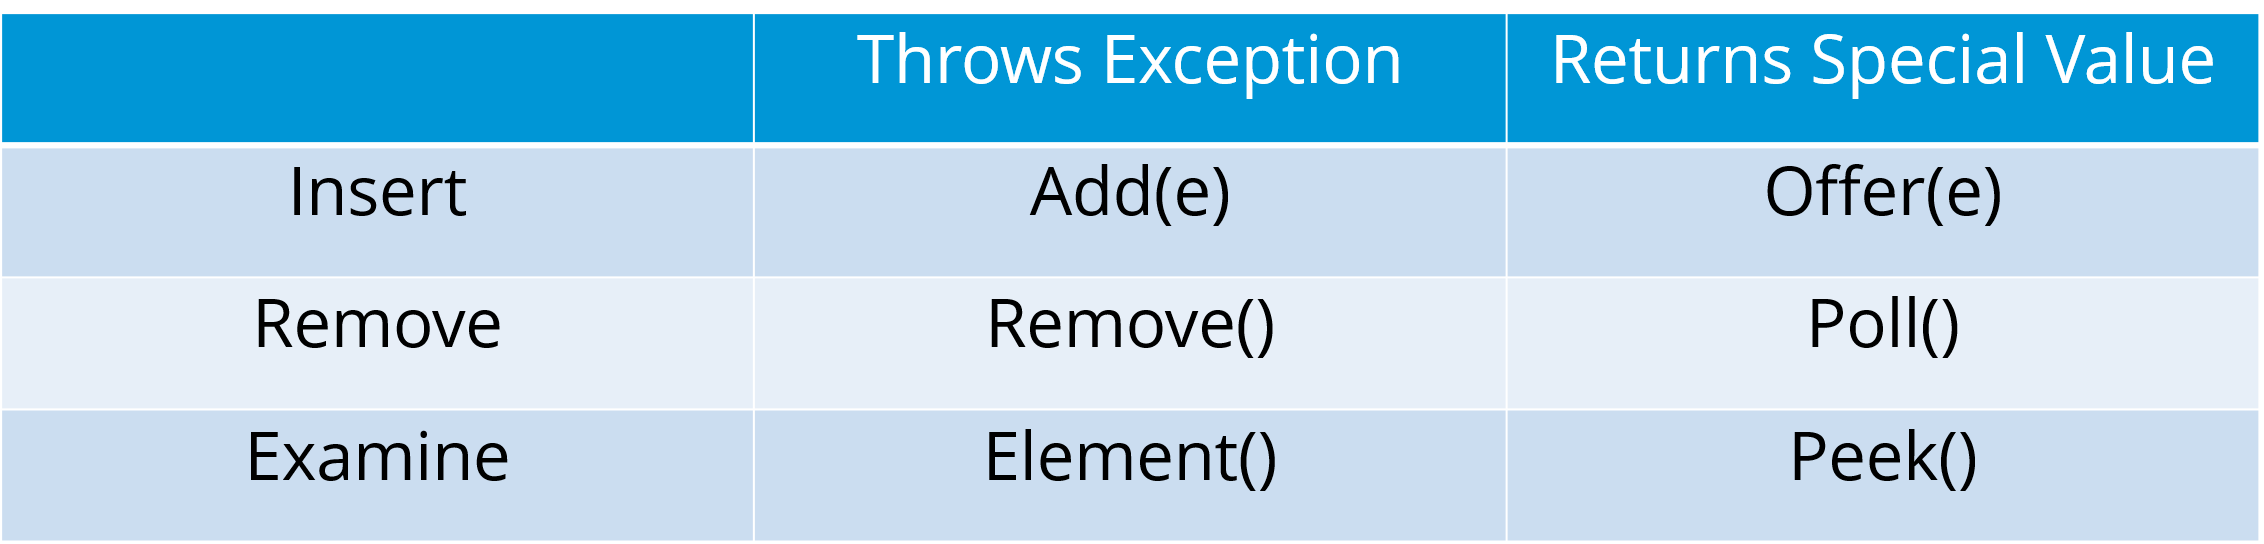 Throws Exception Returns Special Value
Insert Add(e) Offer(e)
Remove Remove() Poll()
Examine Element() Peek()